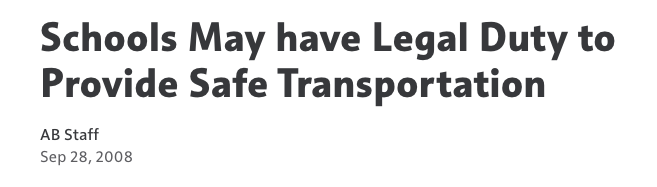 Schools May have Legal Duty to
Provide Safe Transportation
AB Staff
Sep 28, 2008